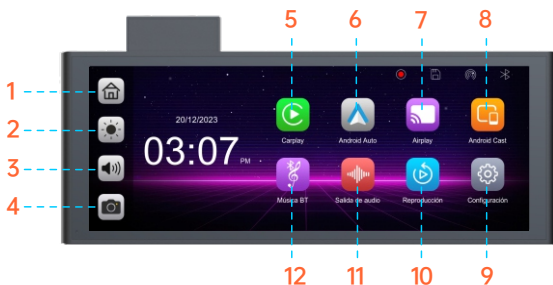 5 6 7 8
1
2
3
4
20/12/2023
03:07 PM
Carplay Android Auto Airplay Android Cast
Música BT Salida de audio Reproducción Configuración
12 11 10 9